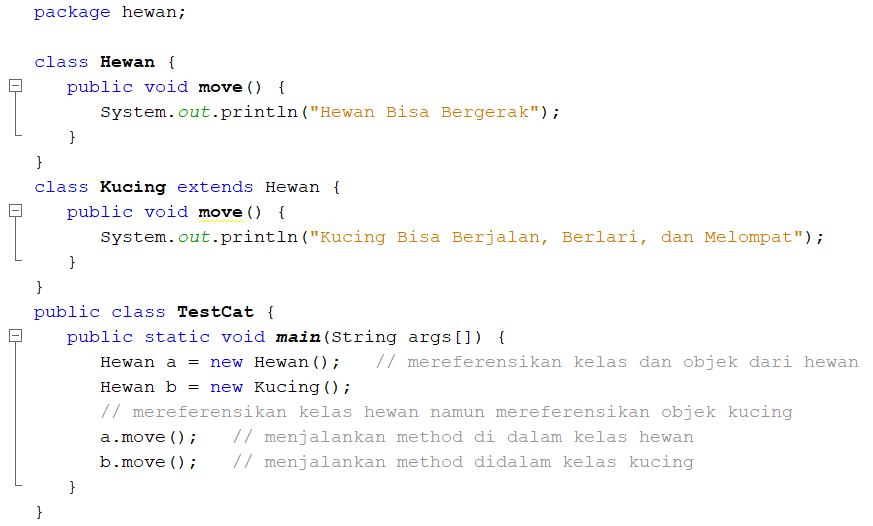 package hewan;
class Hewan {
public void move() {
System.out.println("Hewan Bisa Bergerak");
}
}
class Kucing extends Hewan {
public void move() {
System.out.println("Kucing Bisa Berjalan, Berlari, dan Melompat");
}
}
public class TestCat {
public static void main(String args[]) {
Hewan a = new Hewan();   // mereferensikan kelas dan objek dari hewan
Hewan b = new Kucing();
// mereferensikan kelas hewan namun mereferensikan objek kucing
a.move();   // menjalankan method di dalam kelas hewan
b.move();   // menjalankan method didalam kelas kucing
}
}